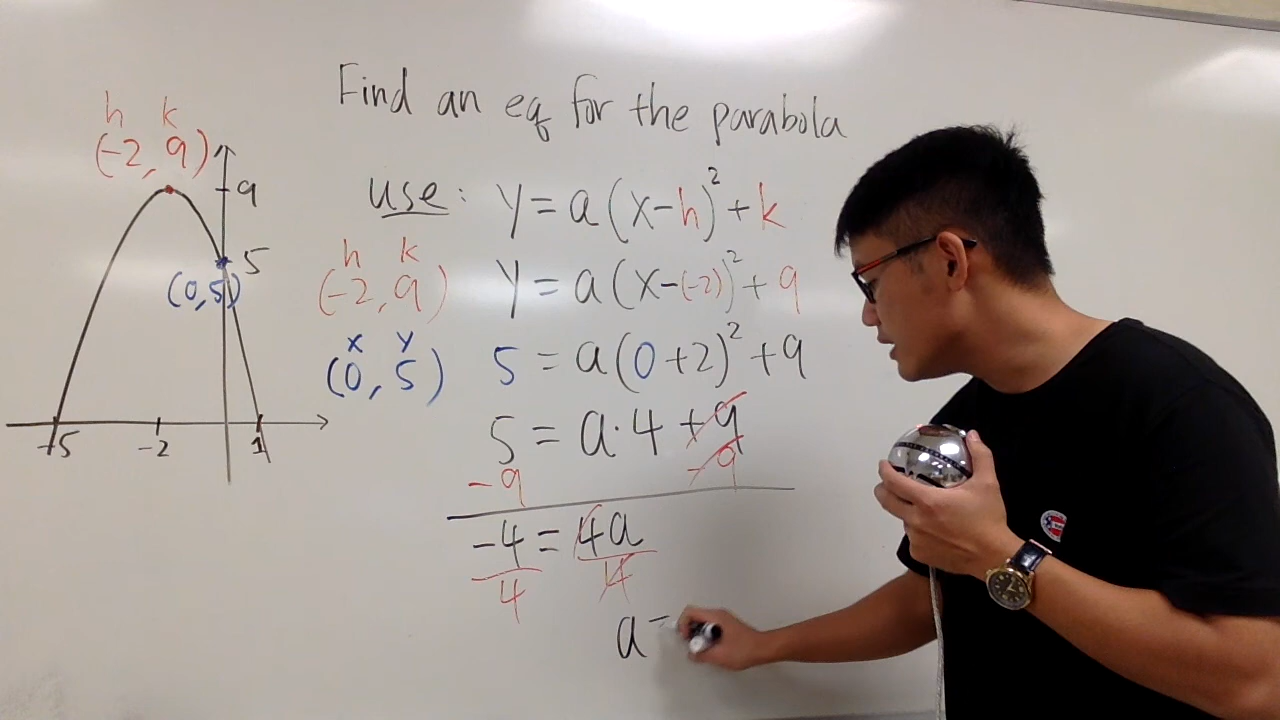 Find an eq for the parabola
h k
(-2, 9)
9
5
(0,5)
-5 -2 1
use: y = a(x-h)² + k
h k
(-2, 9) y = a(x-(-2))² + 9
x y
(0, 5) 5 = a(0+2)² + 9
5 = a·4 + 9
-9 -9
-4 = 4a
4 4
a =